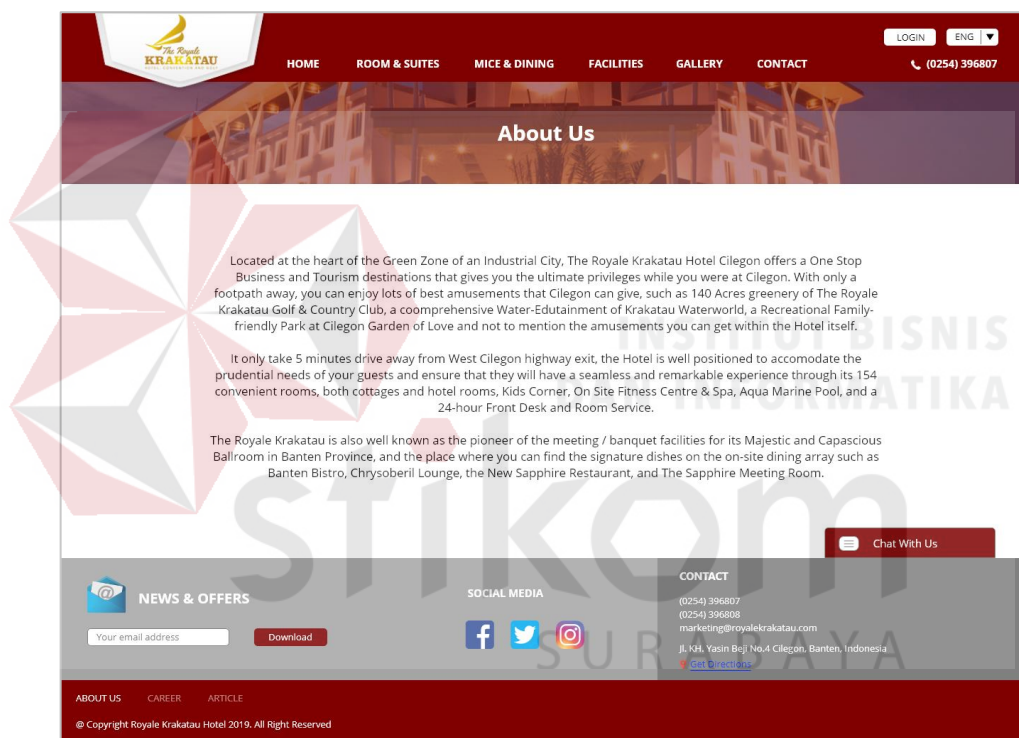 The Royale
KRAKATAU
HOTEL, CONVENTION AND GOLF
HOME ROOM & SUITES MICE & DINING FACILITIES GALLERY CONTACT
LOGIN ENG
(0254) 396807
About Us
Located at the heart of the Green Zone of an Industrial City, The Royale Krakatau Hotel Cilegon offers a One Stop
Business and Tourism destinations that gives you the ultimate privileges while you were at Cilegon. With only a
footpath away, you can enjoy lots of best amusements that Cilegon can give, such as 140 Acres greenery of The Royale
Krakatau Golf & Country Club, a coomprehensive Water-Edutainment of Krakatau Waterworld, a Recreational Family-
friendly Park at Cilegon Garden of Love and not to mention the amusements you can get within the Hotel itself.
It only take 5 minutes drive away from West Cilegon highway exit, the Hotel is well positioned to accomodate the
prudential needs of your guests and ensure that they will have a seamless and remarkable experience through its 154
convenient rooms, both cottages and hotel rooms, Kids Corner, On Site Fitness Centre & Spa, Aqua Marine Pool, and a
24-hour Front Desk and Room Service.
The Royale Krakatau is also well known as the pioneer of the meeting / banquet facilities for its Majestic and Capascious
Ballroom in Banten Province, and the place where you can find the signature dishes on the on-site dining array such as
Banten Bistro, Chrysoberil Lounge, the New Sapphire Restaurant, and The Sapphire Meeting Room.
INSTITUT BISNIS
DAN INFORMATIKA
stikom
SURABAYA
Chat With Us
NEWS & OFFERS
Your email address
Download
SOCIAL MEDIA
CONTACT
(0254) 396807
(0254) 396808
marketing@royalekrakatau.com
Jl. KH. Yasin Beji No.4 Cilegon, Banten, Indonesia
Get Directions
ABOUT US CAREER ARTICLE
@ Copyright Royale Krakatau Hotel 2019. All Right Reserved